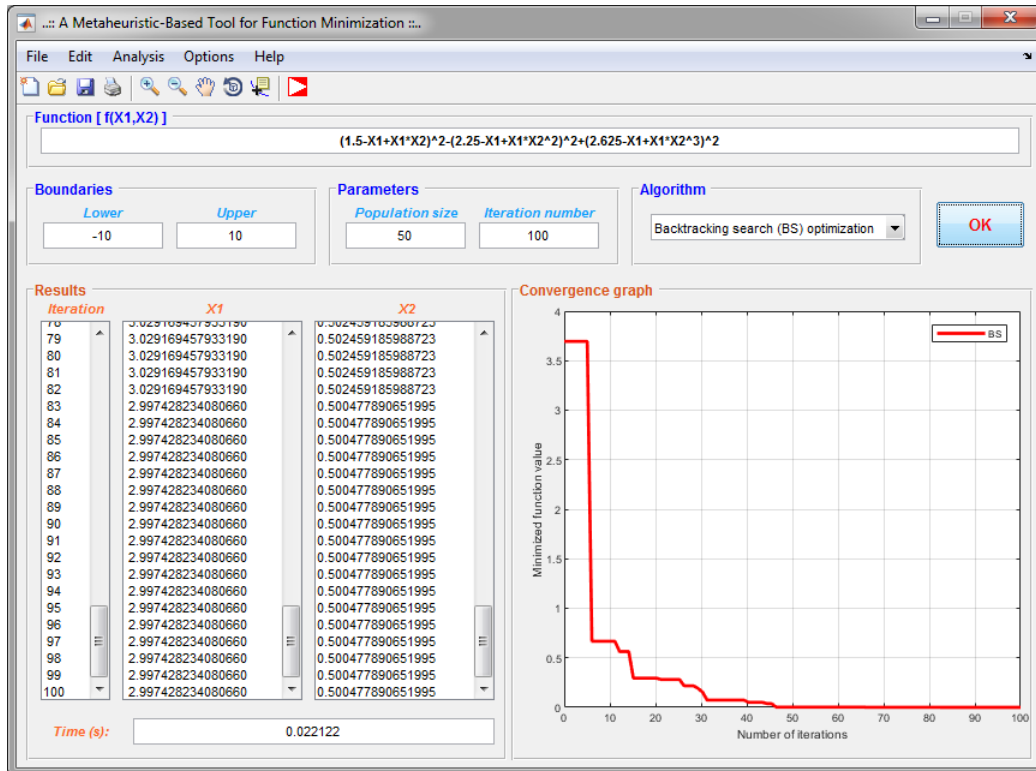 ..:: A Metaheuristic-Based Tool for Function Minimization ::..
File Edit Analysis Options Help
Function [ f(X1,X2) ]
(1.5-X1+X1*X2)^2-(2.25-X1+X1*X2^2)^2+(2.625-X1+X1*X2^3)^2
Boundaries
Lower Upper
-10 10
Parameters
Population size Iteration number
50 100
Algorithm
Backtracking search (BS) optimization
OK
Results
Iteration X1 X2
78 3.029169457933190 0.502459185988723
79 3.029169457933190 0.502459185988723
80 3.029169457933190 0.502459185988723
81 3.029169457933190 0.502459185988723
82 3.029169457933190 0.502459185988723
83 2.997428234080660 0.500477890651995
84 2.997428234080660 0.500477890651995
85 2.997428234080660 0.500477890651995
86 2.997428234080660 0.500477890651995
87 2.997428234080660 0.500477890651995
88 2.997428234080660 0.500477890651995
89 2.997428234080660 0.500477890651995
90 2.997428234080660 0.500477890651995
91 2.997428234080660 0.500477890651995
92 2.997428234080660 0.500477890651995
93 2.997428234080660 0.500477890651995
94 2.997428234080660 0.500477890651995
95 2.997428234080660 0.500477890651995
96 2.997428234080660 0.500477890651995
97 2.997428234080660 0.500477890651995
98 2.997428234080660 0.500477890651995
99 2.997428234080660 0.500477890651995
100 2.997428234080660 0.500477890651995
Time (s): 0.022122
Convergence graph
BS
4
3.5
3
2.5
2
1.5
1
0.5
0
Minimized function value
0 10 20 30 40 50 60 70 80 90 100
Number of iterations